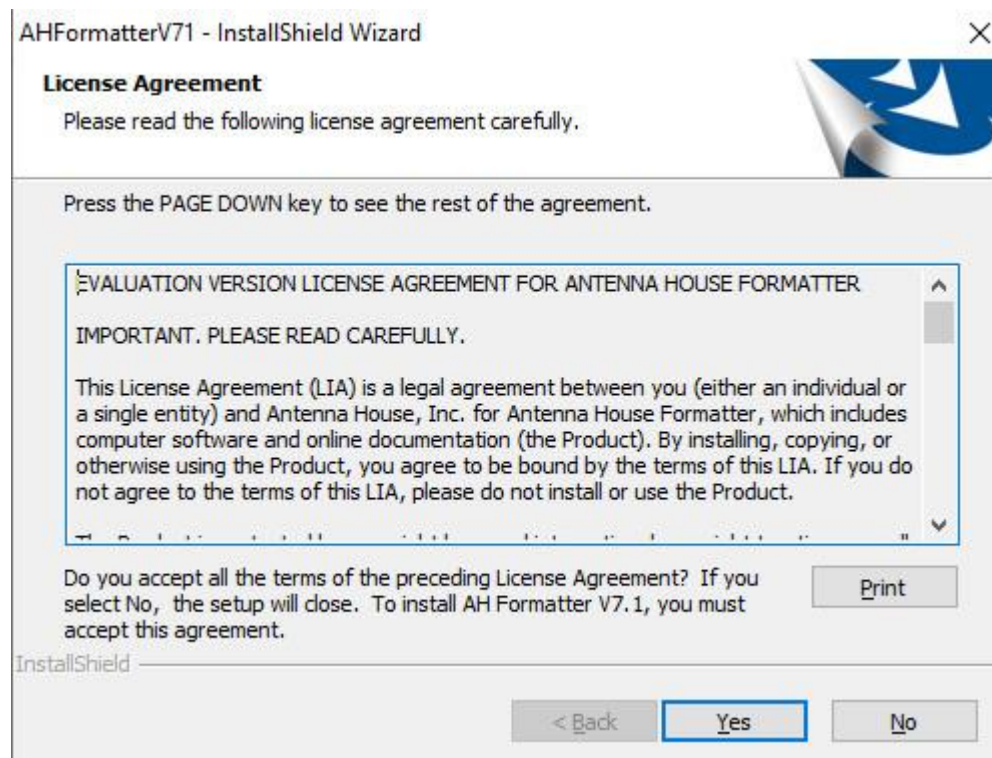 AHFormatterV71 - InstallShield Wizard
License Agreement
Please read the following license agreement carefully.
Press the PAGE DOWN key to see the rest of the agreement.
EVALUATION VERSION LICENSE AGREEMENT FOR ANTENNA HOUSE FORMATTER
IMPORTANT. PLEASE READ CAREFULLY.
This License Agreement (LIA) is a legal agreement between you (either an individual or
a single entity) and Antenna House, Inc. for Antenna House Formatter, which includes
computer software and online documentation (the Product). By installing, copying, or
otherwise using the Product, you agree to be bound by the terms of this LIA. If you do
not agree to the terms of this LIA, please do not install or use the Product.
Do you accept all the terms of the preceding License Agreement? If you
select No, the setup will close. To install AH Formatter V7.1, you must
accept this agreement.
Print
InstallShield
< Back
Yes
No